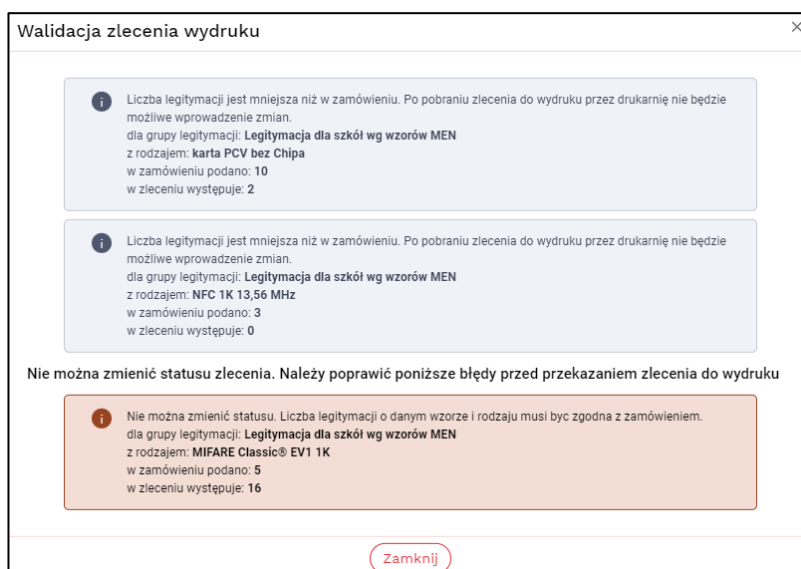 Walidacja zlecenia wydruku
Liczba legitymacji jest mniejsza niż w zamówieniu. Po pobraniu zlecenia do wydruku przez drukarnię nie będzie
możliwe wprowadzenie zmian.
dla grupy legitymacji: Legitymacja dla szkół wg wzorów MEN
z rodzajem: karta PCV bez Chipa
w zamówieniu podano: 10
w zleceniu występuje: 2
Liczba legitymacji jest mniejsza niż w zamówieniu. Po pobraniu zlecenia do wydruku przez drukarnię nie będzie
możliwe wprowadzenie zmian.
dla grupy legitymacji: Legitymacja dla szkół wg wzorów MEN
z rodzajem: NFC 1K 13,56 MHz
w zamówieniu podano: 3
w zleceniu występuje: 0
Nie można zmienić statusu zlecenia. Należy poprawić poniższe błędy przed przekazaniem zlecenia do wydruku
Nie można zmienić statusu. Liczba legitymacji o danym wzorze i rodzaju musi byc zgodna z zamówieniem.
dla grupy legitymacji: Legitymacja dla szkół wg wzorów MEN
z rodzajem: MIFARE Classic® EV1 1K
w zamówieniu podano: 5
w zleceniu występuje: 16
Zamknij